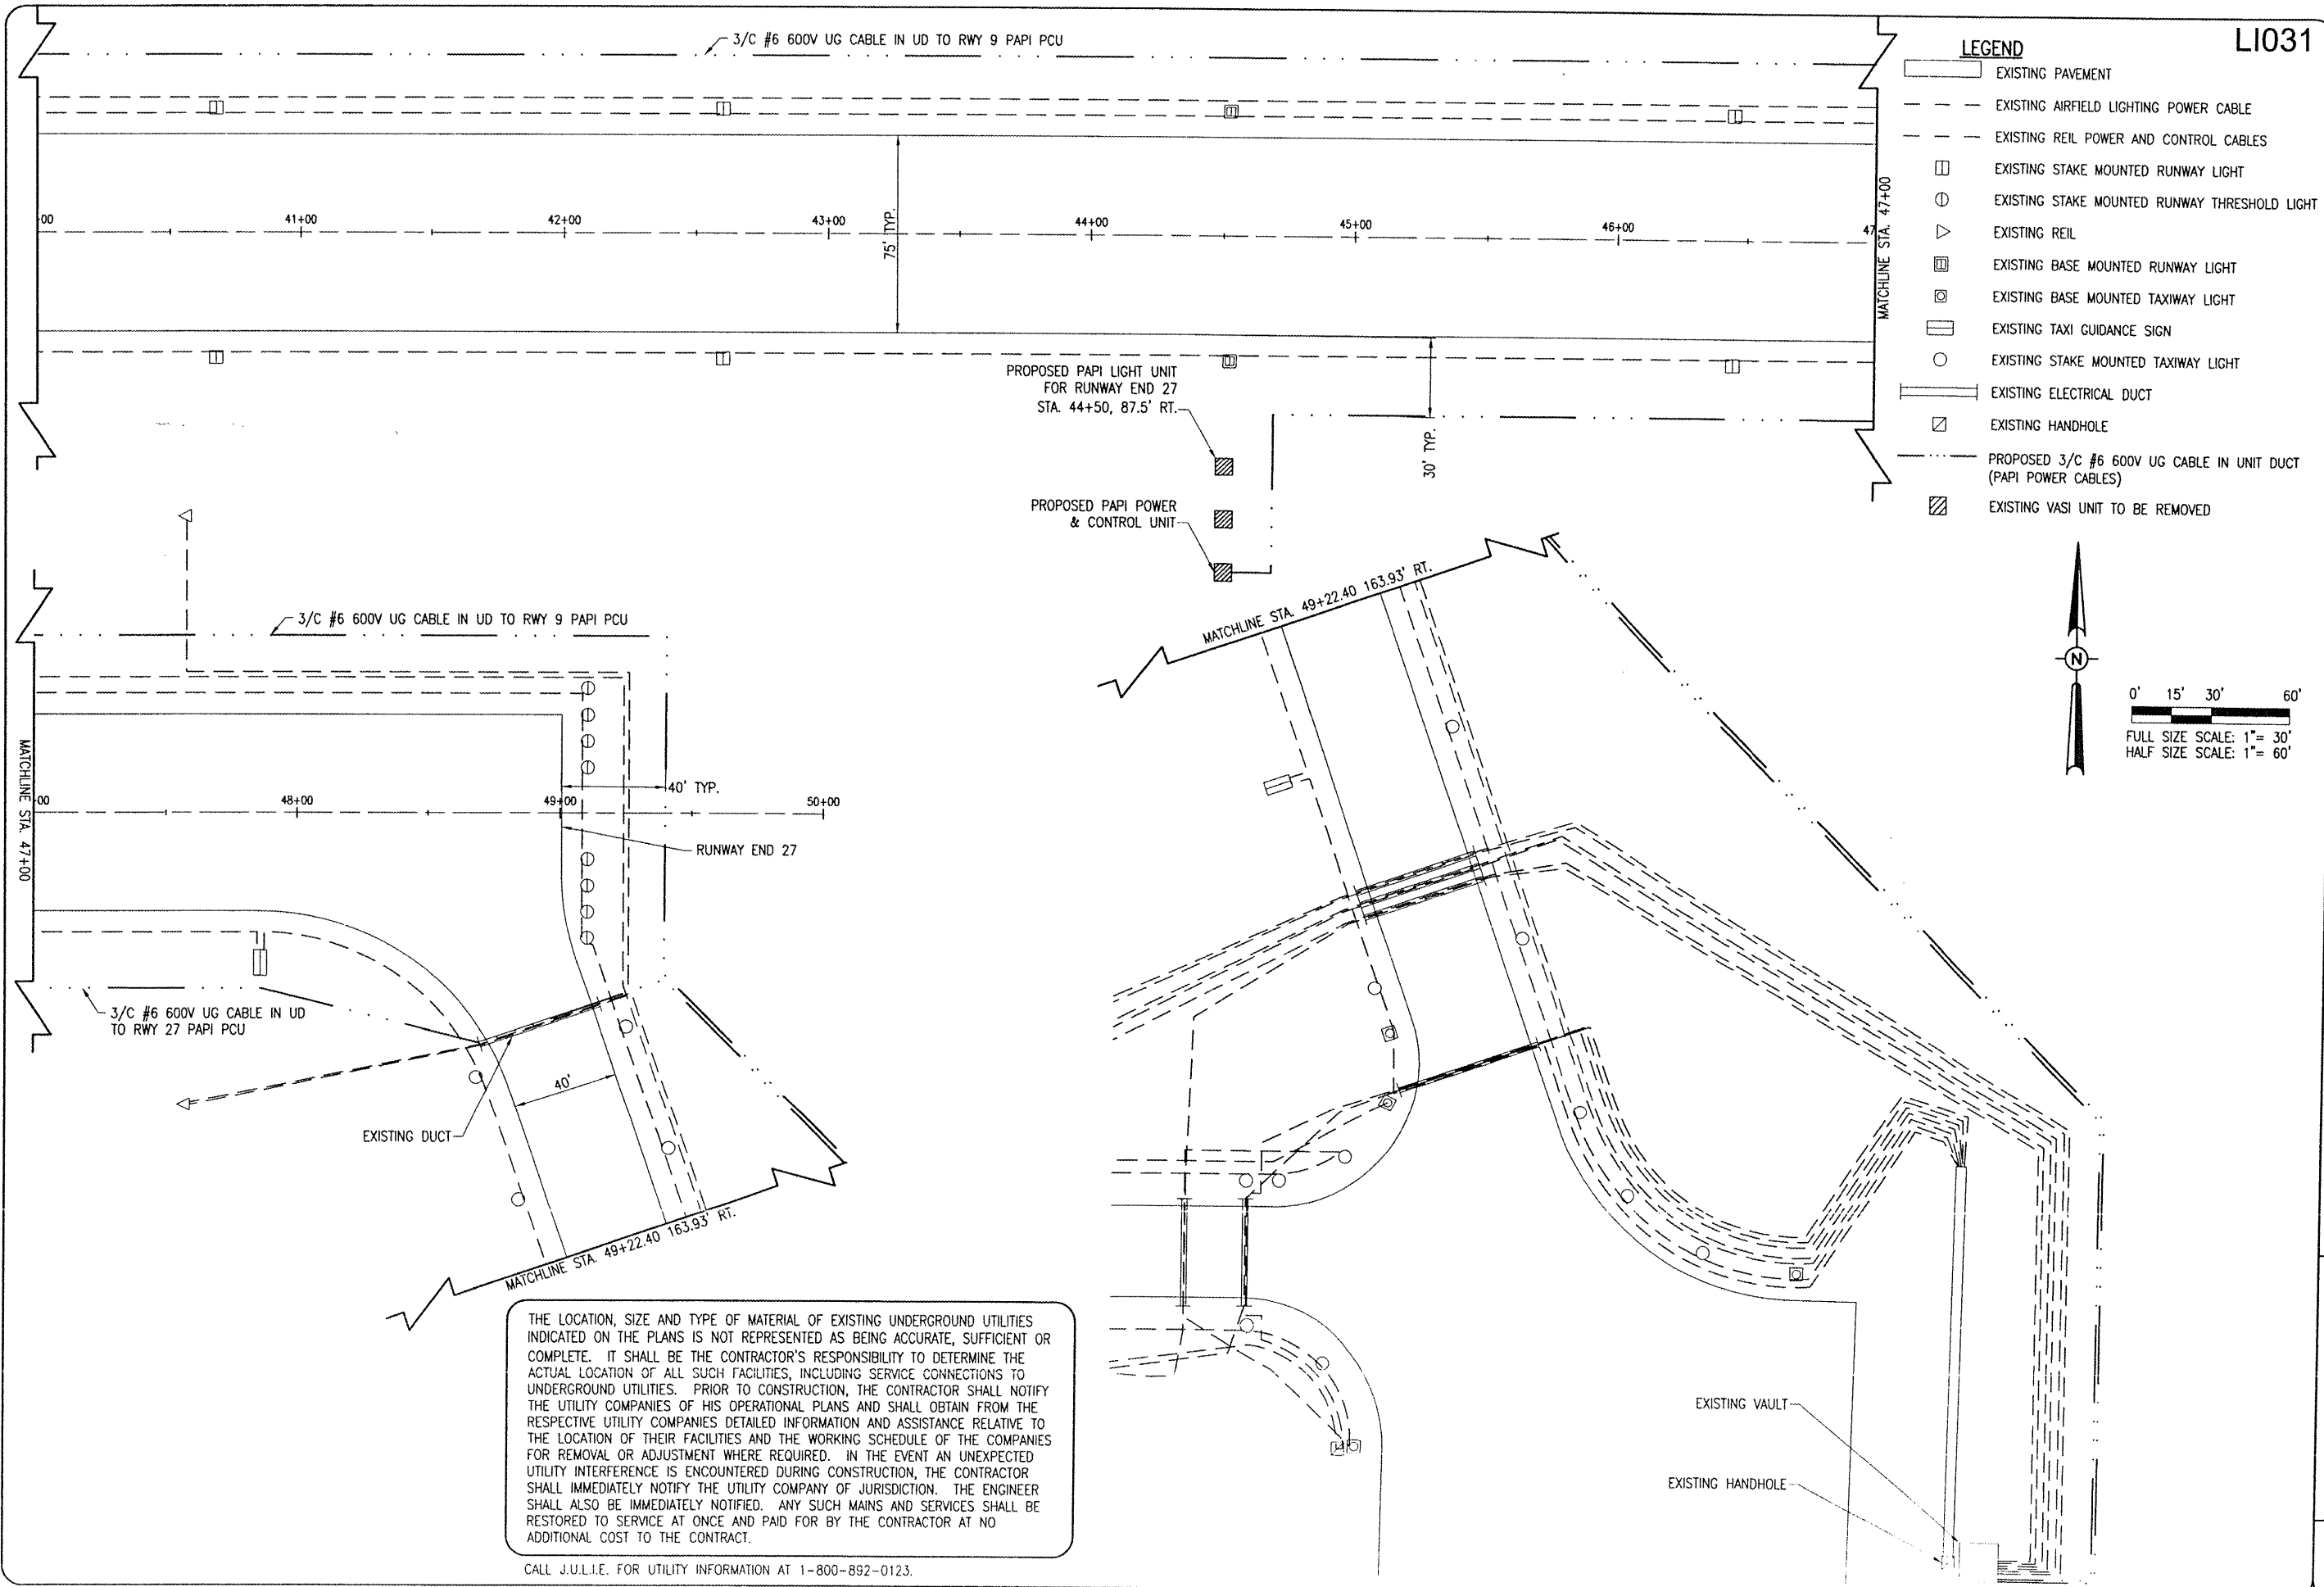 LI031
3/C #6 600V UG CABLE IN UD TO RWY 9 PAPI PCU
00
41+00
42+00
43+00
44+00
45+00
46+00
47
75' TYP.
MATCHLINE STA. 47+00
PROPOSED PAPI LIGHT UNIT
FOR RUNWAY END 27
STA. 44+50, 87.5' RT.
30' TYP.
PROPOSED PAPI POWER
& CONTROL UNIT
LEGEND
EXISTING PAVEMENT
EXISTING AIRFIELD LIGHTING POWER CABLE
EXISTING REIL POWER AND CONTROL CABLES
EXISTING STAKE MOUNTED RUNWAY LIGHT
EXISTING STAKE MOUNTED RUNWAY THRESHOLD LIGHT
EXISTING REIL
EXISTING BASE MOUNTED RUNWAY LIGHT
EXISTING BASE MOUNTED TAXIWAY LIGHT
EXISTING TAXI GUIDANCE SIGN
EXISTING STAKE MOUNTED TAXIWAY LIGHT
EXISTING ELECTRICAL DUCT
EXISTING HANDHOLE
PROPOSED 3/C #6 600V UG CABLE IN UNIT DUCT
(PAPI POWER CABLES)
EXISTING VASI UNIT TO BE REMOVED
N
0' 15' 30' 60'
FULL SIZE SCALE: 1"= 30'
HALF SIZE SCALE: 1"= 60'
3/C #6 600V UG CABLE IN UD TO RWY 9 PAPI PCU
MATCHLINE STA. 47+00
00
48+00
49+00
50+00
40' TYP.
RUNWAY END 27
3/C #6 600V UG CABLE IN UD
TO RWY 27 PAPI PCU
40'
EXISTING DUCT
MATCHLINE STA. 49+22.40 163.93' RT.
MATCHLINE STA. 49+22.40 163.93' RT.
EXISTING VAULT
EXISTING HANDHOLE
THE LOCATION, SIZE AND TYPE OF MATERIAL OF EXISTING UNDERGROUND UTILITIES
INDICATED ON THE PLANS IS NOT REPRESENTED AS BEING ACCURATE, SUFFICIENT OR
COMPLETE. IT SHALL BE THE CONTRACTOR'S RESPONSIBILITY TO DETERMINE THE
ACTUAL LOCATION OF ALL SUCH FACILITIES, INCLUDING SERVICE CONNECTIONS TO
UNDERGROUND UTILITIES. PRIOR TO CONSTRUCTION, THE CONTRACTOR SHALL NOTIFY
THE UTILITY COMPANIES OF HIS OPERATIONAL PLANS AND SHALL OBTAIN FROM THE
RESPECTIVE UTILITY COMPANIES DETAILED INFORMATION AND ASSISTANCE RELATIVE TO
THE LOCATION OF THEIR FACILITIES AND THE WORKING SCHEDULE OF THE COMPANIES
FOR REMOVAL OR ADJUSTMENT WHERE REQUIRED. IN THE EVENT AN UNEXPECTED
UTILITY INTERFERENCE IS ENCOUNTERED DURING CONSTRUCTION, THE CONTRACTOR
SHALL IMMEDIATELY NOTIFY THE UTILITY COMPANY OF JURISDICTION. THE ENGINEER
SHALL ALSO BE IMMEDIATELY NOTIFIED. ANY SUCH MAINS AND SERVICES SHALL BE
RESTORED TO SERVICE AT ONCE AND PAID FOR BY THE CONTRACTOR AT NO
ADDITIONAL COST TO THE CONTRACT.
CALL J.U.L.I.E. FOR UTILITY INFORMATION AT 1-800-892-0123.